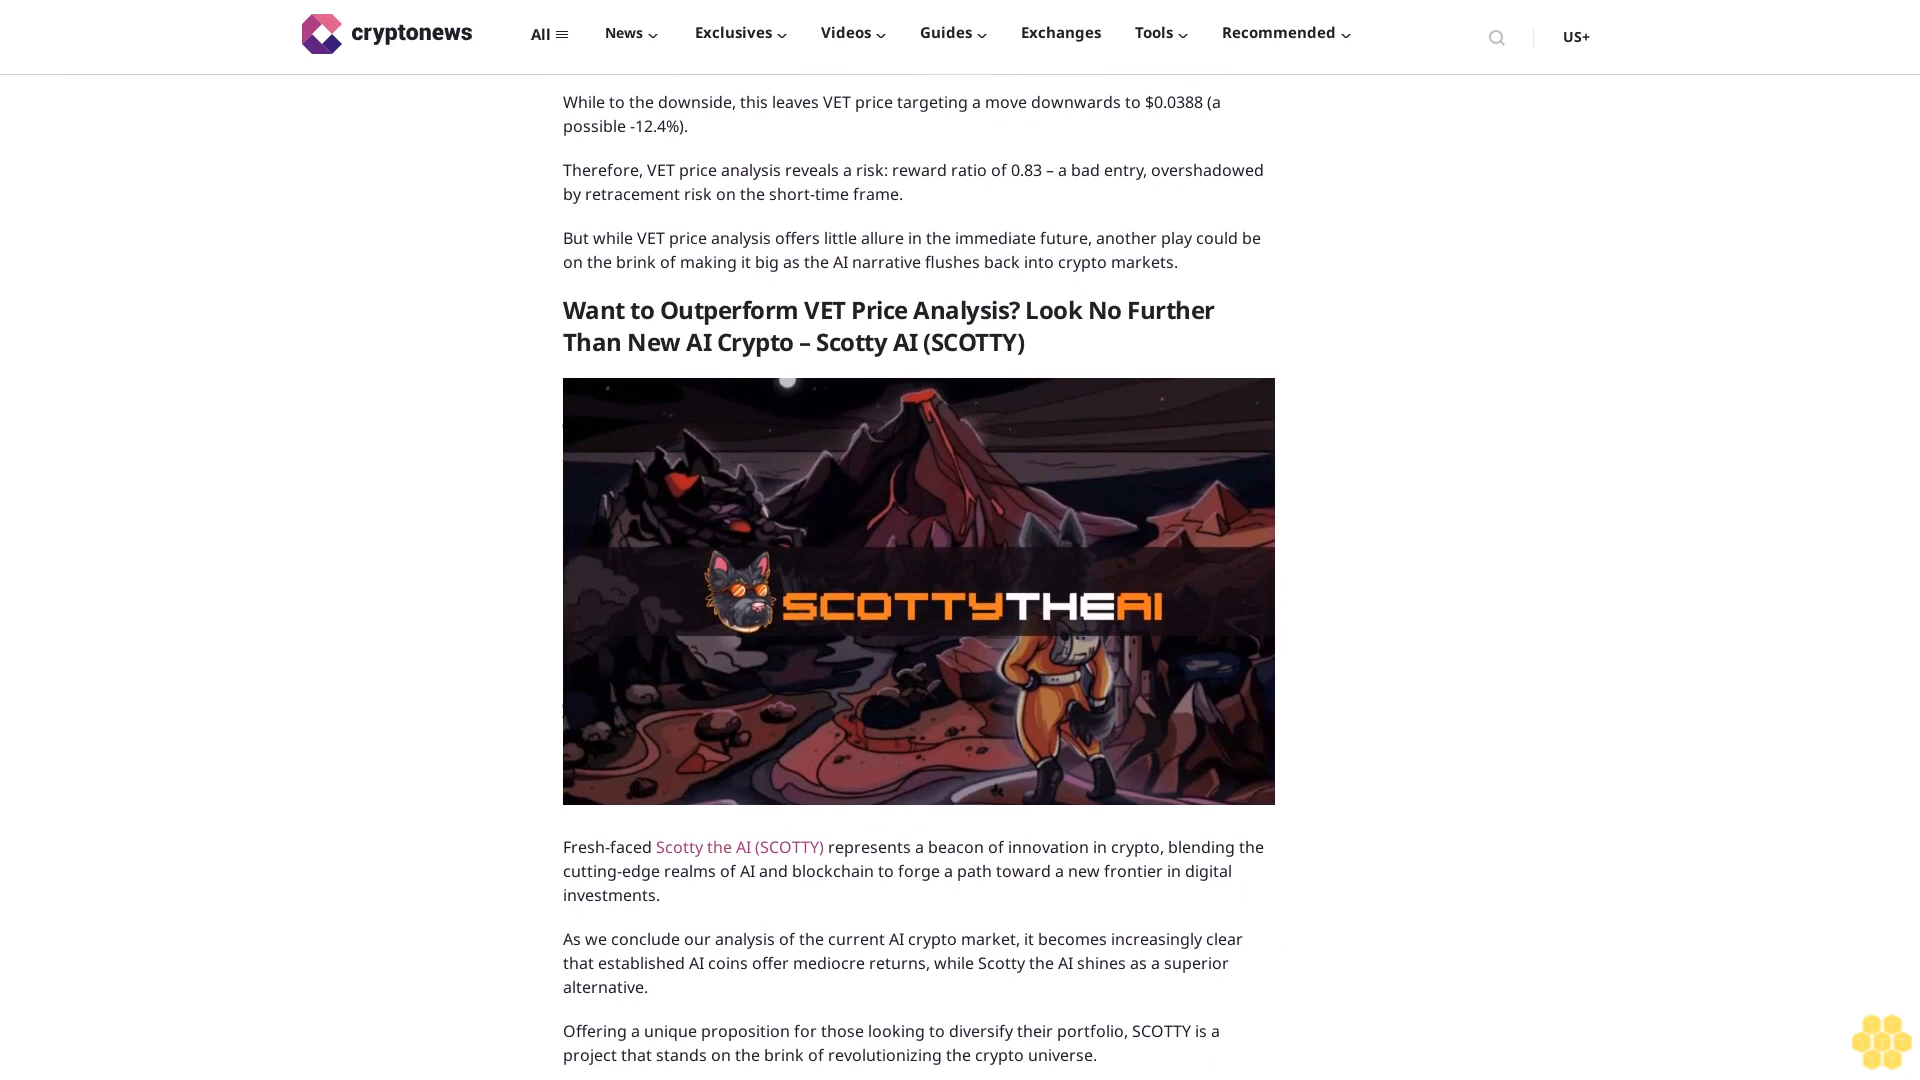 cryptonews
All News Exclusives Videos Guides Exchanges Tools Recommended US+
While to the downside, this leaves VET price targeting a move downwards to $0.0388 (a
possible -12.4%).
Therefore, VET price analysis reveals a risk: reward ratio of 0.83 – a bad entry, overshadowed
by retracement risk on the short-time frame.
But while VET price analysis offers little allure in the immediate future, another play could be
on the brink of making it big as the AI narrative flushes back into crypto markets.
Want to Outperform VET Price Analysis? Look No Further
Than New AI Crypto – Scotty AI (SCOTTY)
SCOTTYTHEAI
Fresh-faced Scotty the AI (SCOTTY) represents a beacon of innovation in crypto, blending the
cutting-edge realms of AI and blockchain to forge a path toward a new frontier in digital
investments.
As we conclude our analysis of the current AI crypto market, it becomes increasingly clear
that established AI coins offer mediocre returns, while Scotty the AI shines as a superior
alternative.
Offering a unique proposition for those looking to diversify their portfolio, SCOTTY is a
project that stands on the brink of revolutionizing the crypto universe.